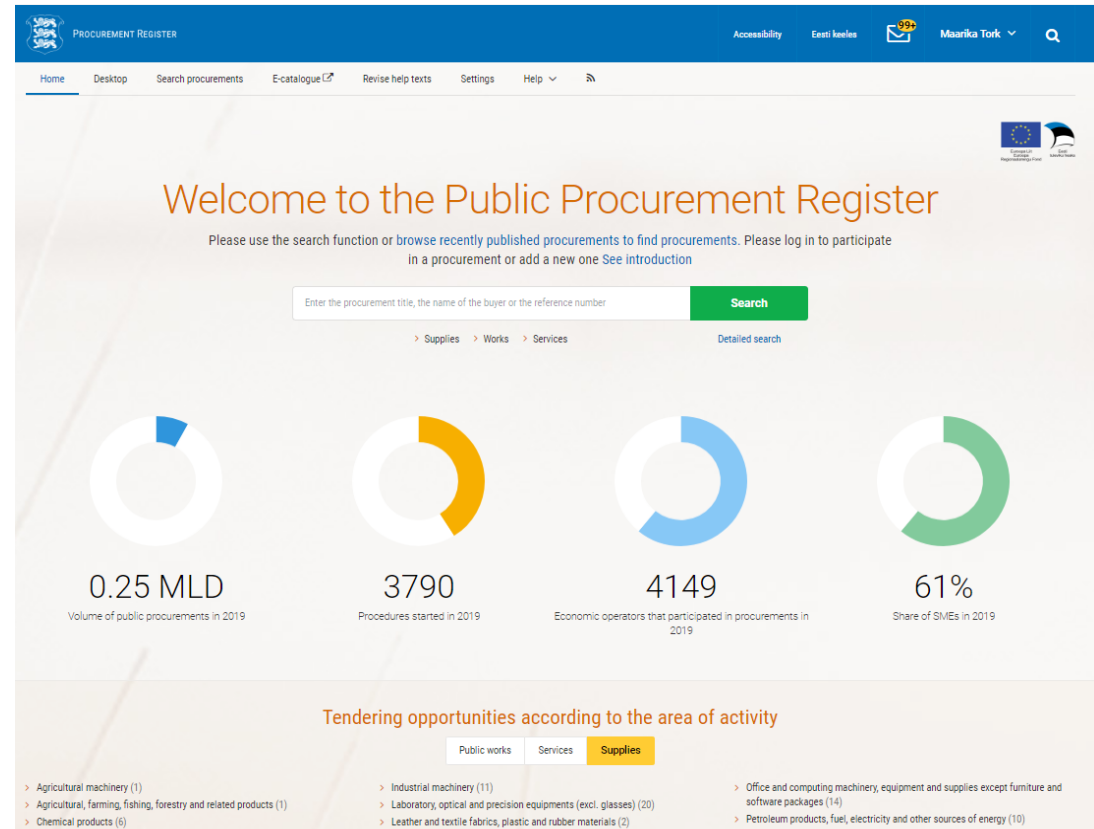 PROCUREMENT REGISTER
Accessibility
Eesti keeles
99+
Maarika Tork
Home
Desktop
Search procurements
E-catalogue
Revise help texts
Settings
Help
Welcome to the Public Procurement Register
Please use the search function or browse recently published procurements to find procurements. Please log in to participate
in a procurement or add a new one See introduction
Enter the procurement title, the name of the buyer or the reference number
Search
Supplies
Works
Services
Detailed search
0.25 MLD
3790
4149
61%
Volume of public procurements in 2019
Procedures started in 2019
Economic operators that participated in procurements in
2019
Share of SMEs in 2019
Tendering opportunities according to the area of activity
Public works
Services
Supplies
Agricultural machinery (1)
Agricultural, farming, fishing, forestry and related products (1)
Chemical products (6)
Industrial machinery (11)
Laboratory, optical and precision equipments (excl. glasses) (20)
Leather and textile fabrics, plastic and rubber materials (2)
Office and computing machinery, equipment and supplies except furniture and
software packages (14)
Petroleum products, fuel, electricity and other sources of energy (10)